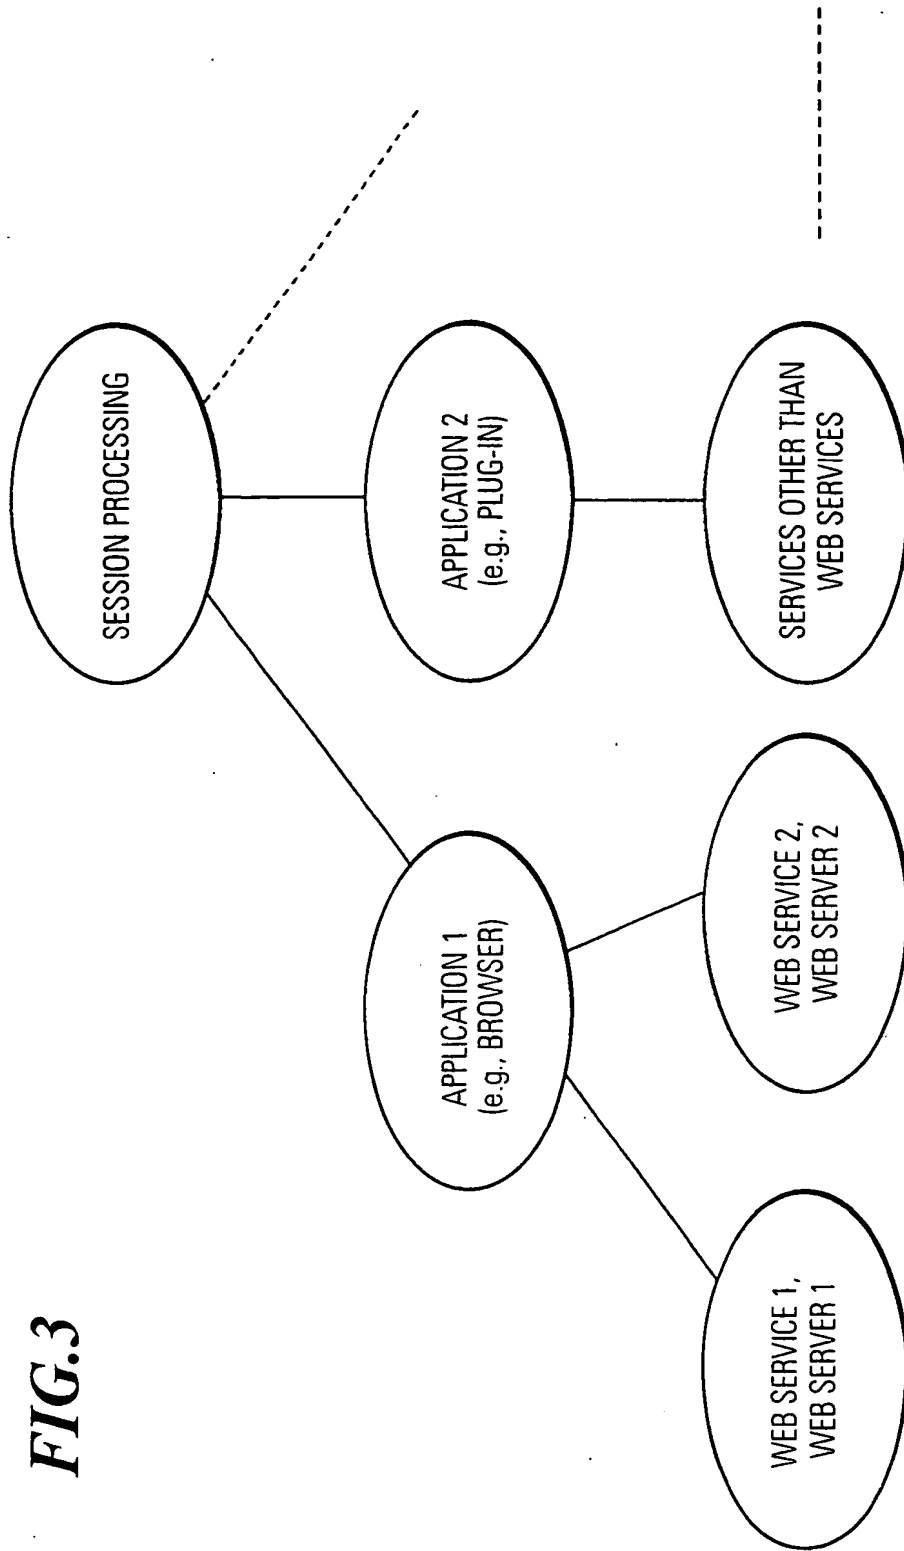 FIG.3
SESSION PROCESSING
APPLICATION 1
(e.g., BROWSER)
APPLICATION 2
(e.g., PLUG-IN)
WEB SERVICE 1,
WEB SERVER 1
WEB SERVICE 2,
WEB SERVER 2
SERVICES OTHER THAN
WEB SERVICES